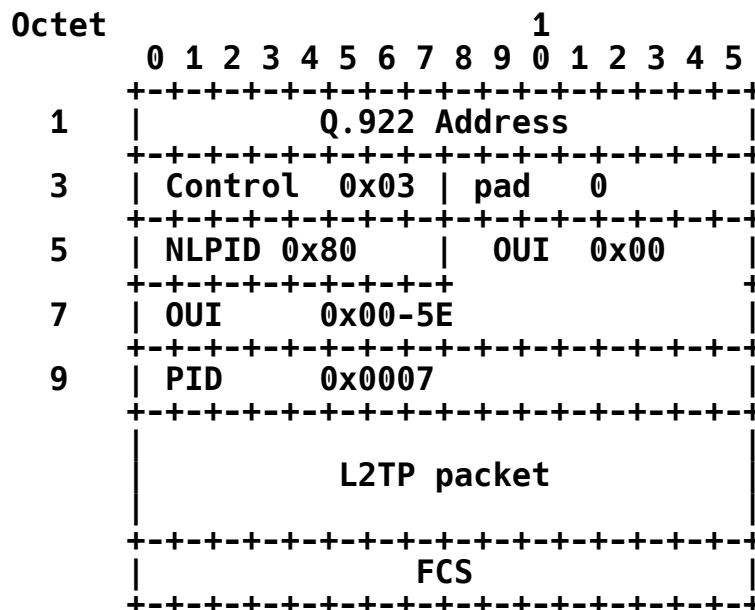 Octet                      1
       0 1 2 3 4 5 6 7 8 9 0 1 2 3 4 5
      +-+-+-+-+-+-+-+-+-+-+-+-+-+-+-+-+
  1   |         Q.922 Address         |
      +-+-+-+-+-+-+-+-+-+-+-+-+-+-+-+-+
  3   | Control  0x03 | pad   0       |
      +-+-+-+-+-+-+-+-+-+-+-+-+-+-+-+-+
  5   | NLPID 0x80    |  OUI  0x00    |
      +-+-+-+-+-+-+-+-+               +
  7   | OUI     0x00-5E               |
      +-+-+-+-+-+-+-+-+-+-+-+-+-+-+-+-+
  9   | PID     0x0007                |
      +-+-+-+-+-+-+-+-+-+-+-+-+-+-+-+-+
      |                               |
      |          L2TP packet          |
      |                               |
      +-+-+-+-+-+-+-+-+-+-+-+-+-+-+-+-+
      |              FCS              |
      +-+-+-+-+-+-+-+-+-+-+-+-+-+-+-+-+